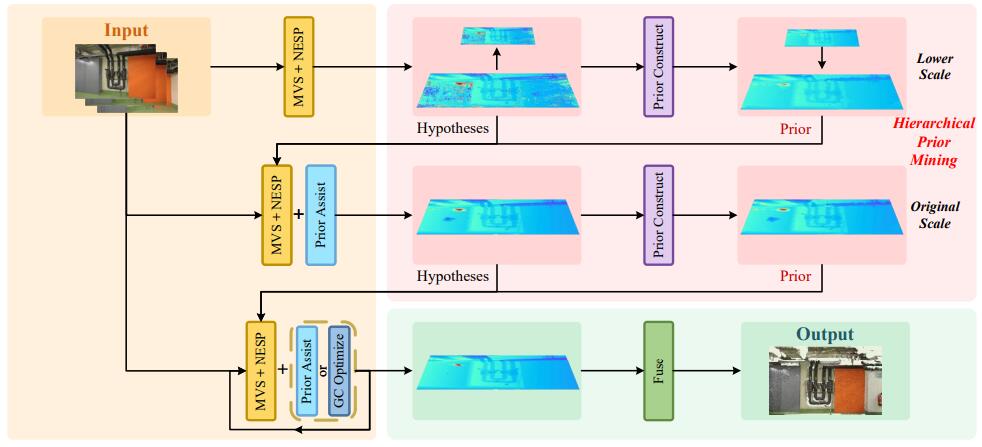 Input
MVS + NESP
Prior Construct
Lower
Scale
Hypotheses
Prior
Hierarchical
Prior
Mining
MVS + NESP
+
Prior Assist
Prior Construct
Original
Scale
Hypotheses
Prior
MVS + NESP
+
Prior Assist
or
GC Optimize
Fuse
Output